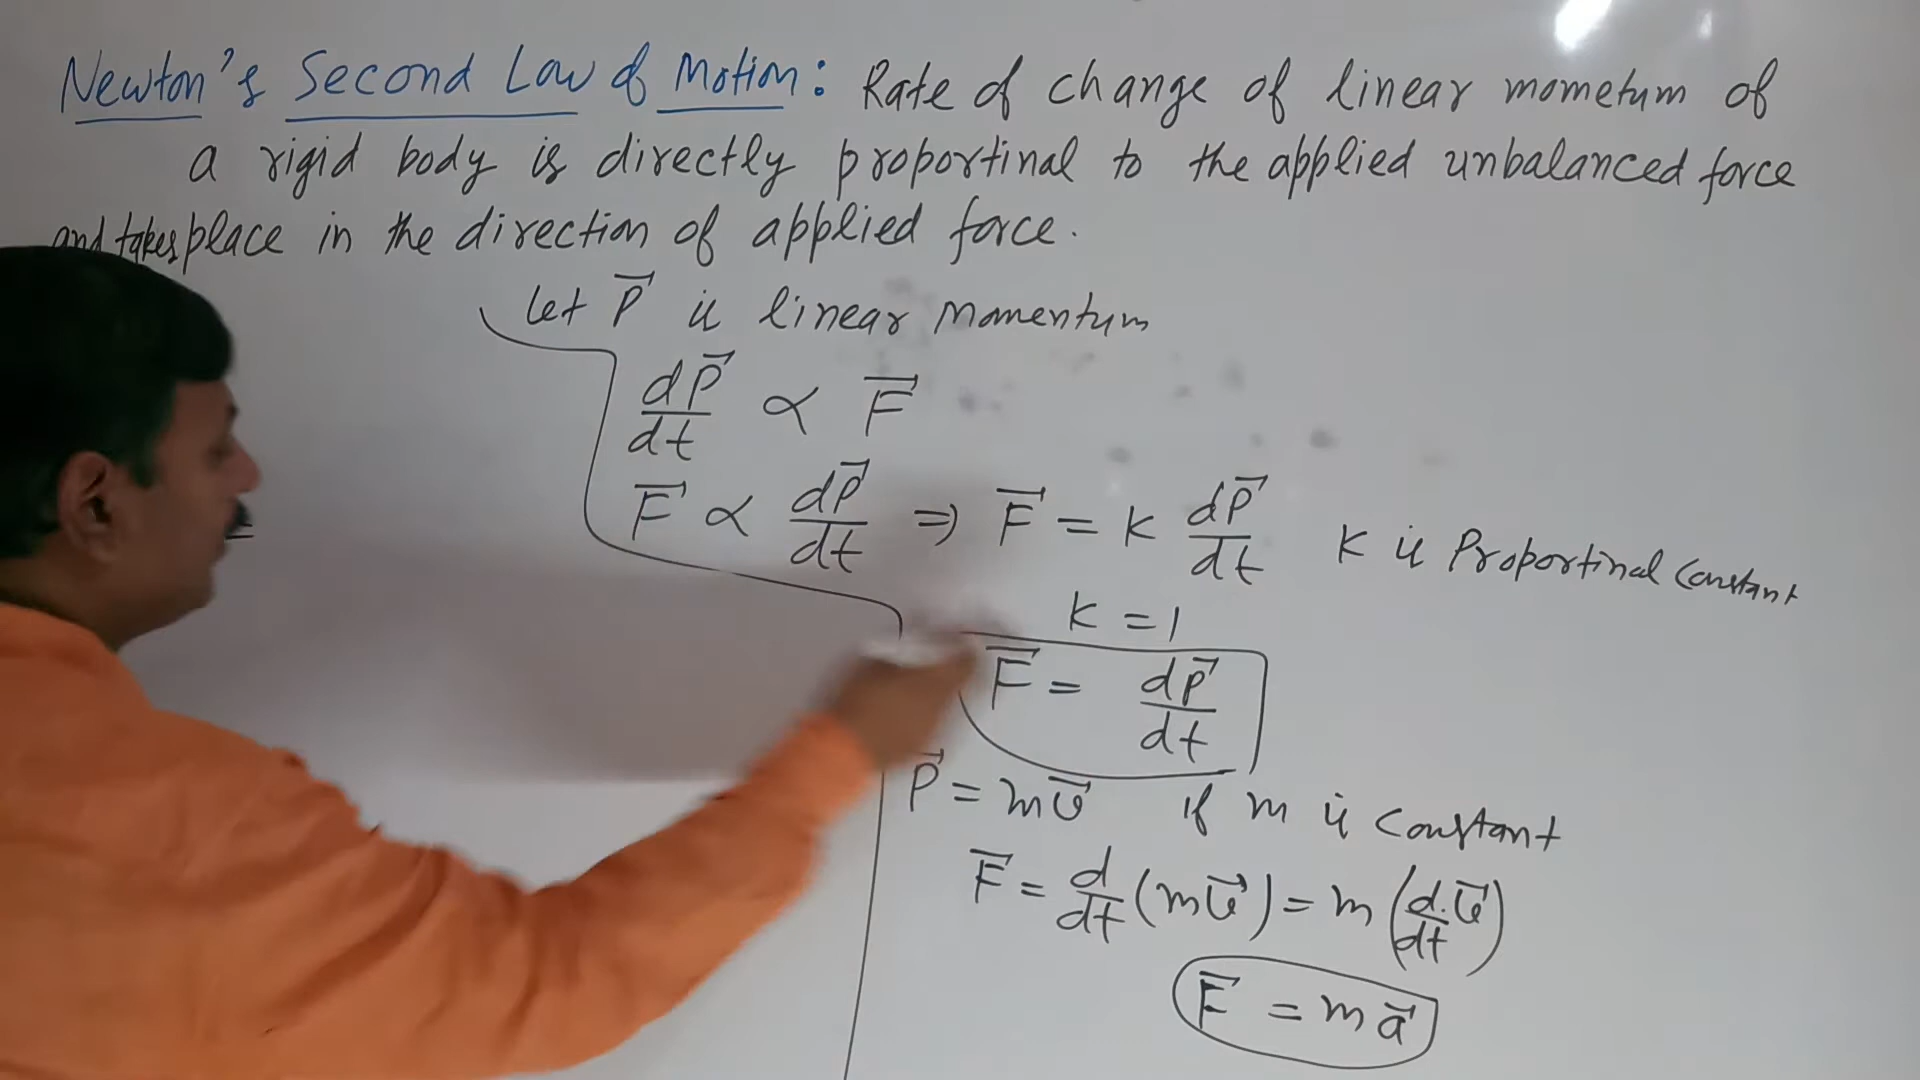 Newton's Second Law of Motion: Rate of change of linear mometum of
a rigid body is directly proportinal to the applied unbalanced force
and takes place in the direction of applied force.
let P⃗ is linear momentum
dP⃗/dt ∝ F⃗
F⃗ ∝ dP⃗/dt ⇒ F⃗ = K dP⃗/dt K is Proportinal Constant
K = 1
F⃗ = dP⃗/dt
P⃗ = mv⃗ if m is constant
F⃗ = d/dt (mv⃗) = m (d.v⃗/dt)
F⃗ = ma⃗